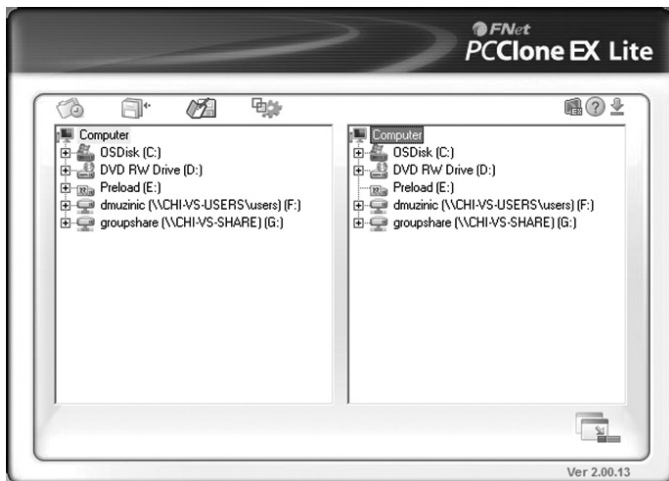 FNet
PCClone EX Lite
Computer
OSDisk (C:)
DVD RW Drive (D:)
Preload (E:)
dmuzinic (\\CHI-VS-USERS\users) (F:)
groupshare (\\CHI-VS-SHARE) (G:)
Computer
OSDisk (C:)
DVD RW Drive (D:)
Preload (E:)
dmuzinic (\\CHI-VS-USERS\users) (F:)
groupshare (\\CHI-VS-SHARE) (G:)
Ver 2.00.13